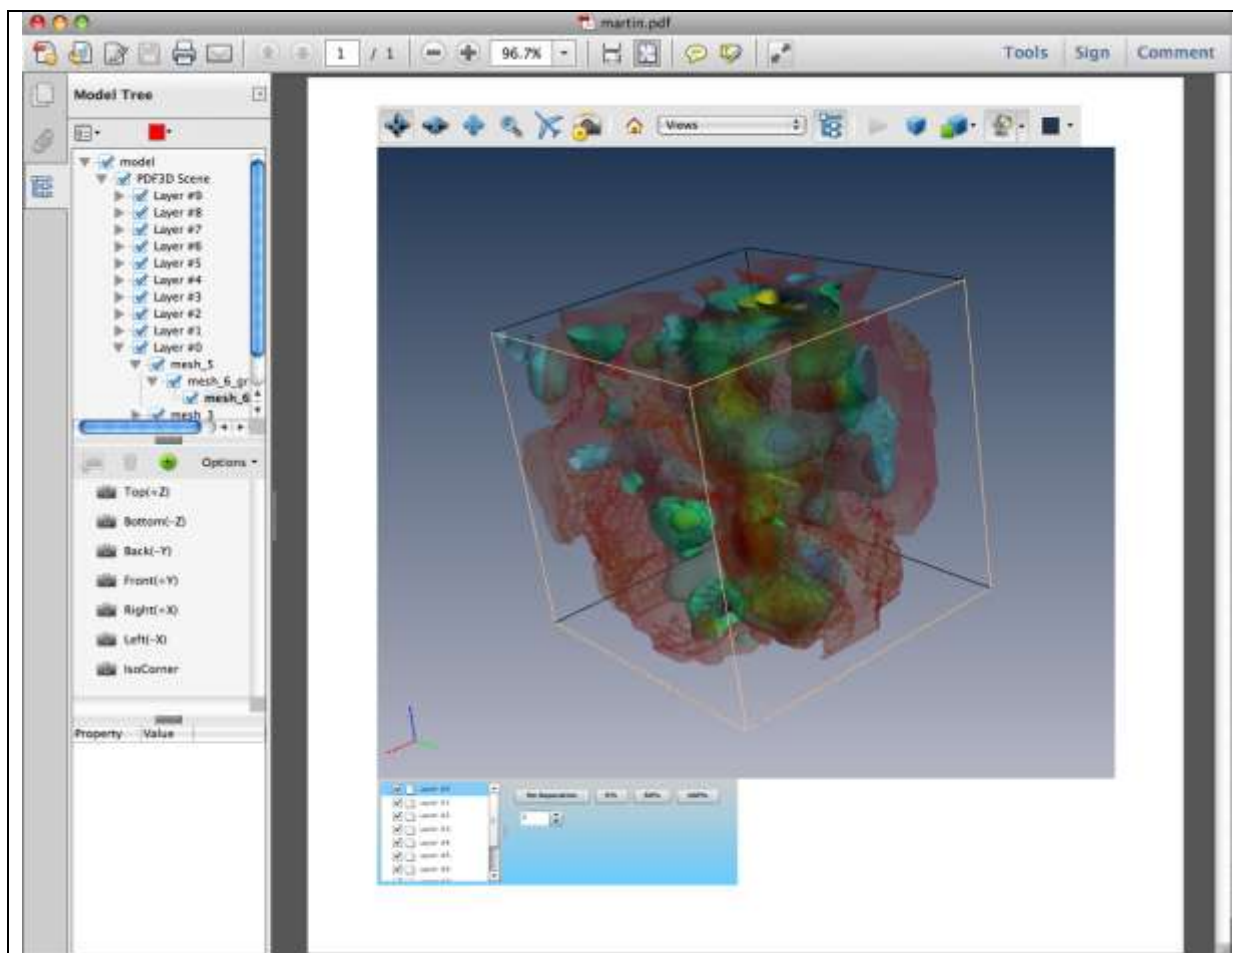 martin.pdf
1 / 1 96.7% Tools Sign Comment
Model Tree
Views
model
PDF3D Scene
Layer #9
Layer #8
Layer #7
Layer #6
Layer #5
Layer #4
Layer #3
Layer #2
Layer #1
Layer #0
mesh_5
mesh_6_gr
mesh_6
mesh_3
Options
Top(+Z)
Bottom(-Z)
Back(-Y)
Front(+Y)
Right(+X)
Left(-X)
IsoCorner
Property Value